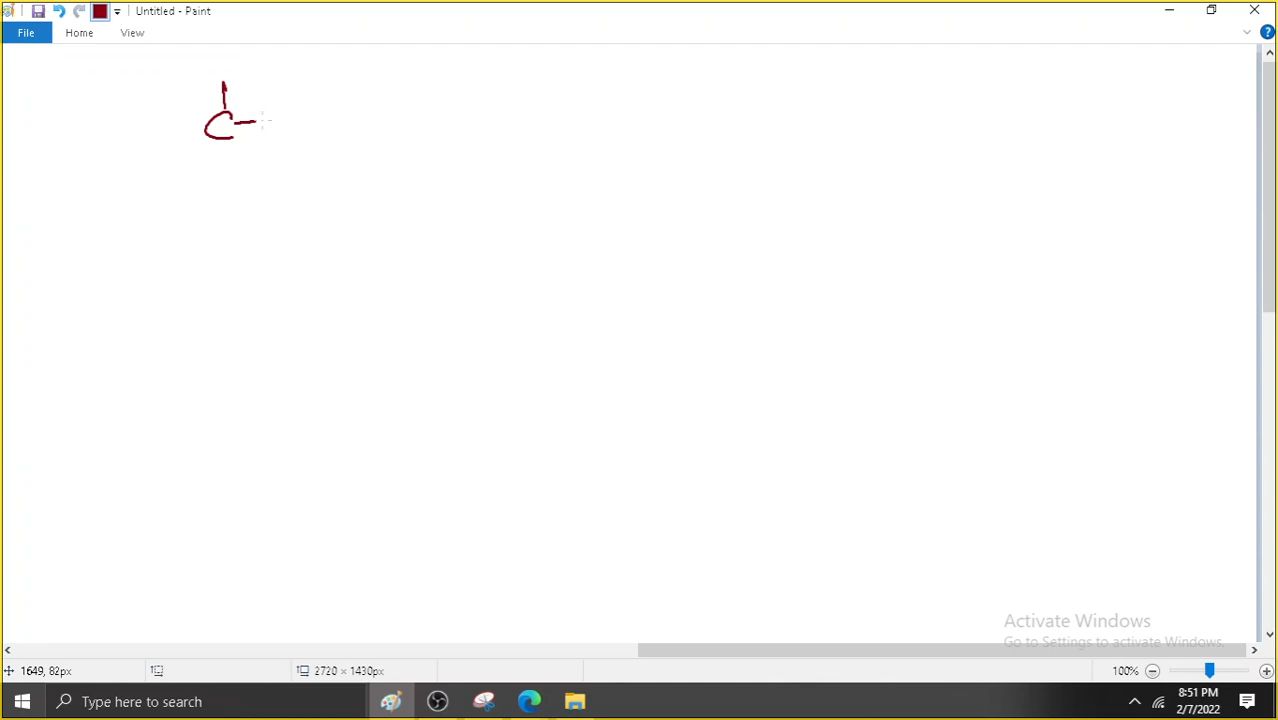 Untitled - Paint
File Home View
C
Activate Windows
Go to Settings to activate Windows.
1649, 82px
2720 × 1430px
100%
Type here to search
8:51 PM
2/7/2022